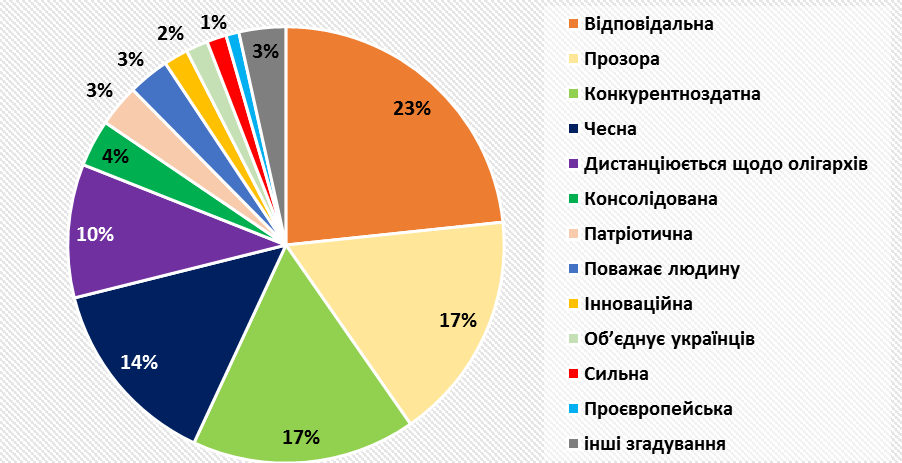 1%
2%
3%
3%
3%
4%
10%
14%
17%
17%
23%
Відповідальна
Прозора
Конкурентноздатна
Чесна
Дистанціюється щодо олігархів
Консолідована
Патріотична
Поважає людину
Інноваційна
Об’єднує українців
Сильна
Проєвропейська
інші згадування